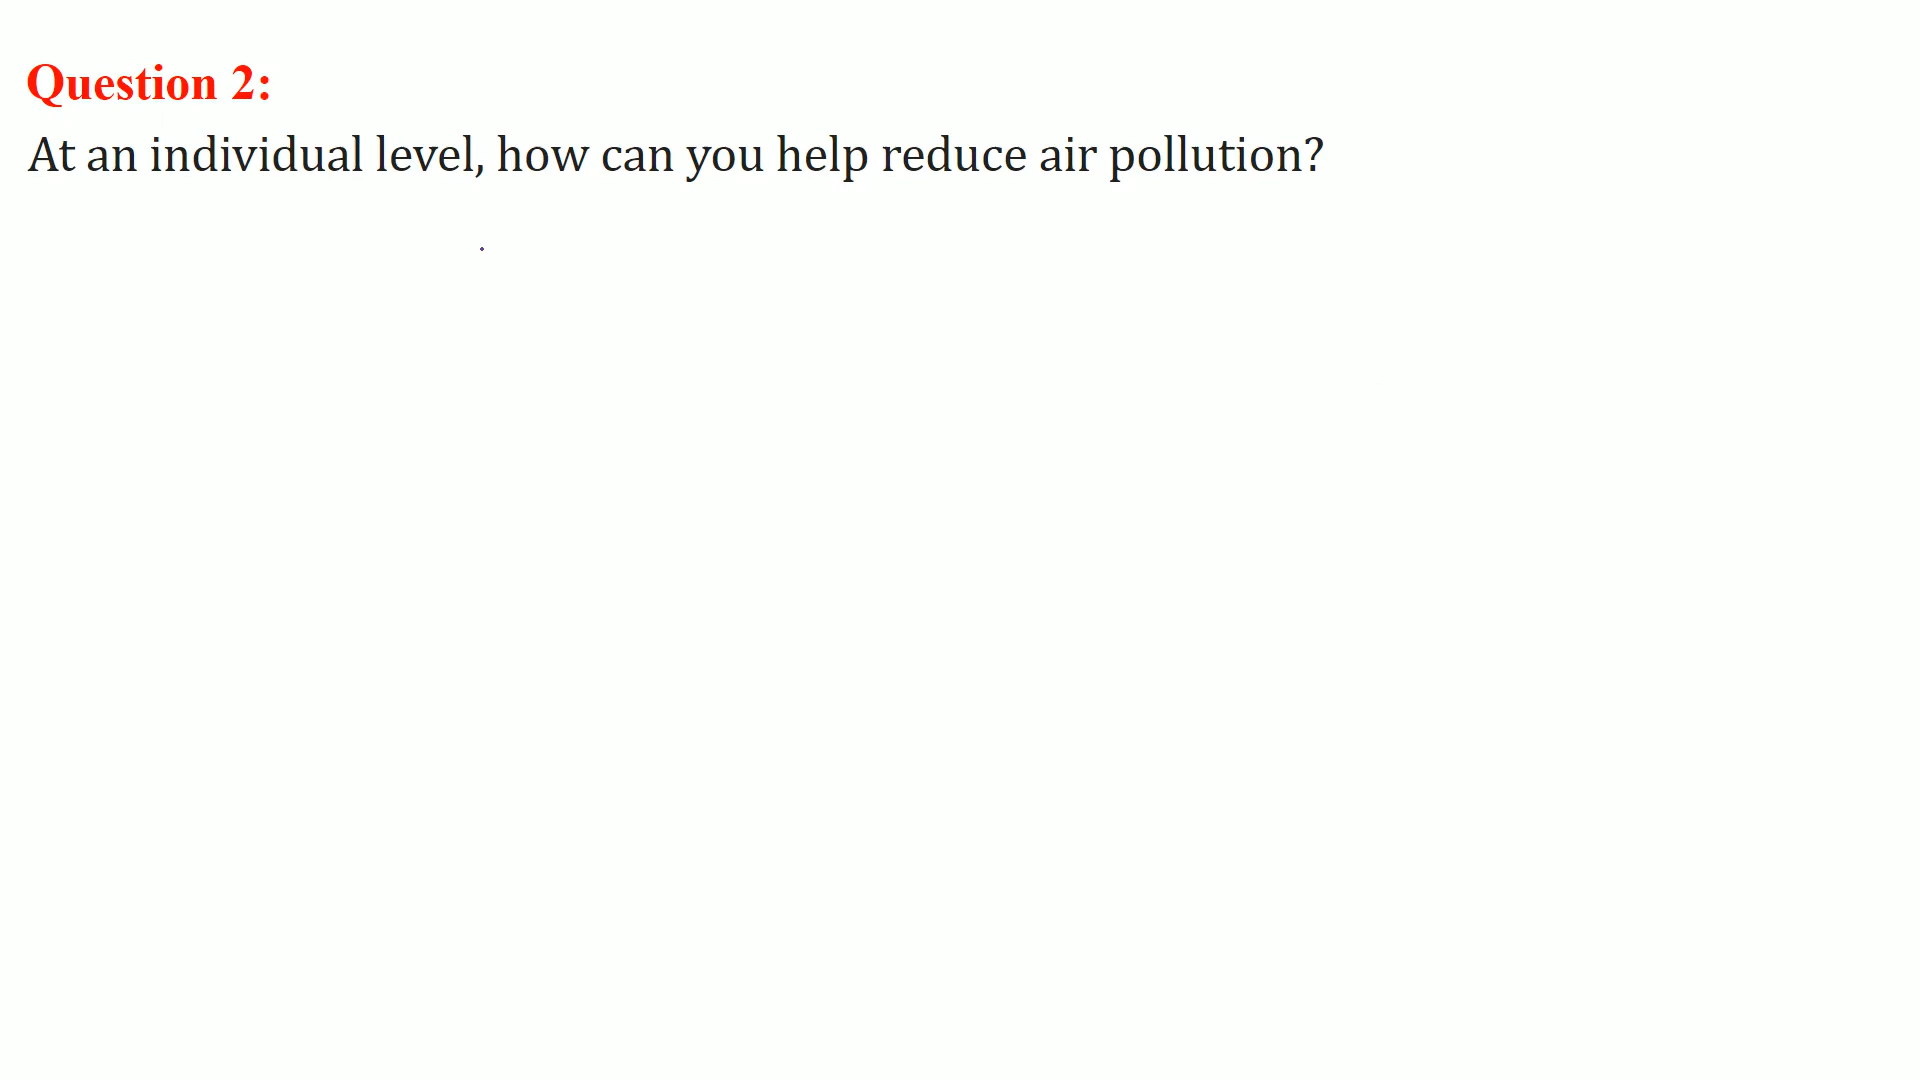 Question 2:
At an individual level, how can you help reduce air pollution?